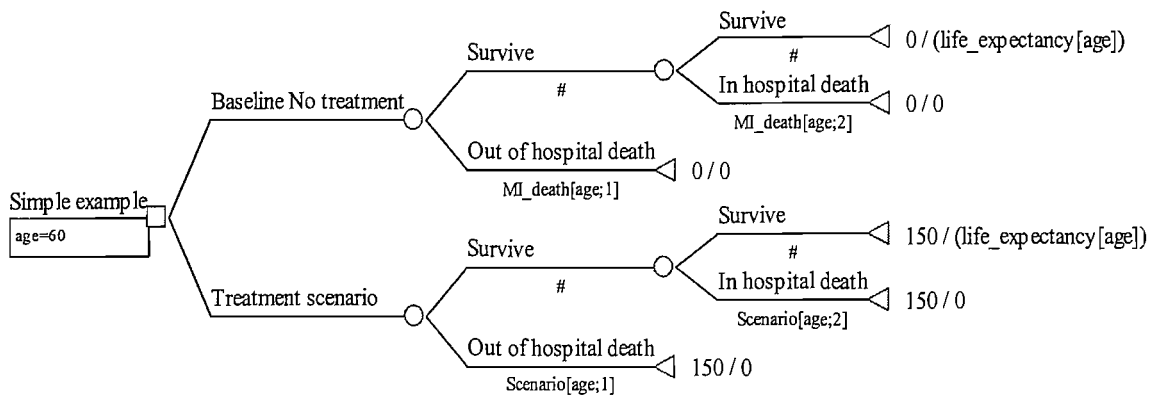 Survive
0 / (life_expectancy[age])
#
Survive
#
In hospital death
0 / 0
MI_death[age;2]
Baseline No treatment
Out of hospital death
0 / 0
MI_death[age;1]
Simple example
age=60
Survive
150 / (life_expectancy[age])
#
Survive
#
In hospital death
150 / 0
Scenario[age;2]
Treatment scenario
Out of hospital death
150 / 0
Scenario[age;1]